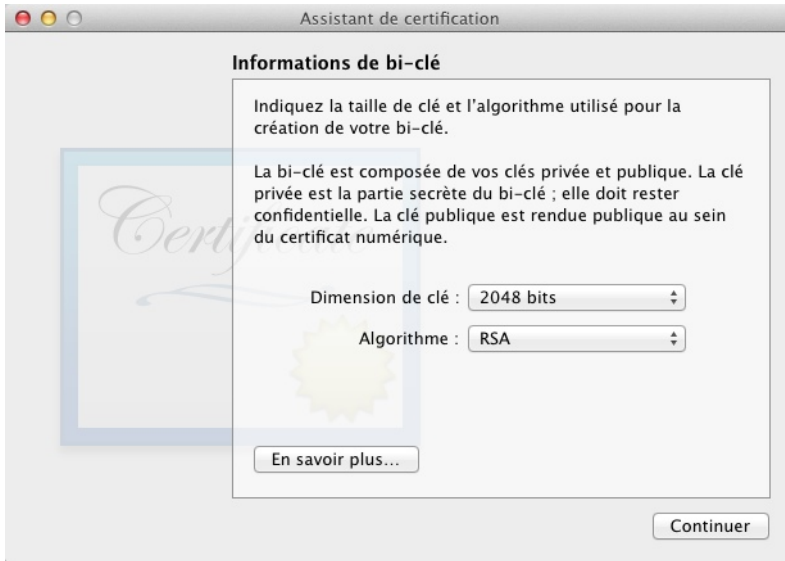 Assistant de certification
Informations de bi-clé
Indiquez la taille de clé et l'algorithme utilisé pour la
création de votre bi-clé.
La bi-clé est composée de vos clés privée et publique. La clé
privée est la partie secrète du bi-clé ; elle doit rester
confidentielle. La clé publique est rendue publique au sein
du certificat numérique.
Certificate
Dimension de clé : 2048 bits
Algorithme : RSA
En savoir plus...
Continuer